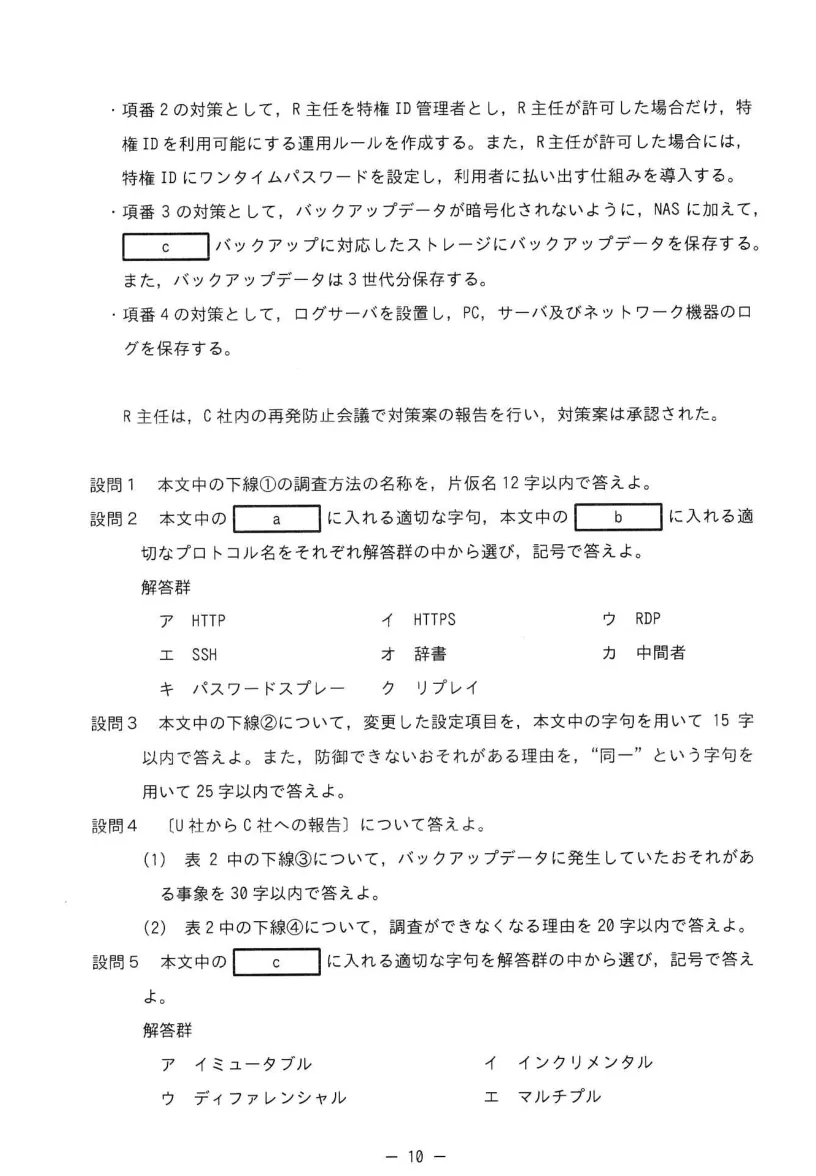 ・項番2の対策として，R主任を特権ID管理者とし，R主任が許可した場合だけ，特
権IDを利用可能にする運用ルールを作成する。また，R主任が許可した場合には，
特権IDにワンタイムパスワードを設定し，利用者に払い出す仕組みを導入する。
・項番3の対策として，バックアップデータが暗号化されないように，NASに加えて，
c バックアップに対応したストレージにバックアップデータを保存する。
また，バックアップデータは3世代分保存する。
・項番4の対策として，ログサーバを設置し，PC，サーバ及びネットワーク機器のロ
グを保存する。
R主任は，C社内の再発防止会議で対策案の報告を行い，対策案は承認された。
設問1 本文中の下線①の調査方法の名称を，片仮名12字以内で答えよ。
設問2 本文中の a に入れる適切な字句，本文中の b に入れる適
切なプロトコル名をそれぞれ解答群の中から選び，記号で答えよ。
解答群
ア HTTP イ HTTPS ウ RDP
エ SSH オ 辞書 カ 中間者
キ パスワードスプレー ク リプレイ
設問3 本文中の下線②について，変更した設定項目を，本文中の字句を用いて15字
以内で答えよ。また，防御できないおそれがある理由を，“同一”という字句を
用いて25字以内で答えよ。
設問4 〔U社からC社への報告〕について答えよ。
(1) 表2中の下線③について，バックアップデータに発生していたおそれがあ
る事象を30字以内で答えよ。
(2) 表2中の下線④について，調査ができなくなる理由を20字以内で答えよ。
設問5 本文中の c に入れる適切な字句を解答群の中から選び，記号で答え
よ。
解答群
ア イミュータブル イ インクリメンタル
ウ ディファレンシャル エ マルチプル
－ 10 －